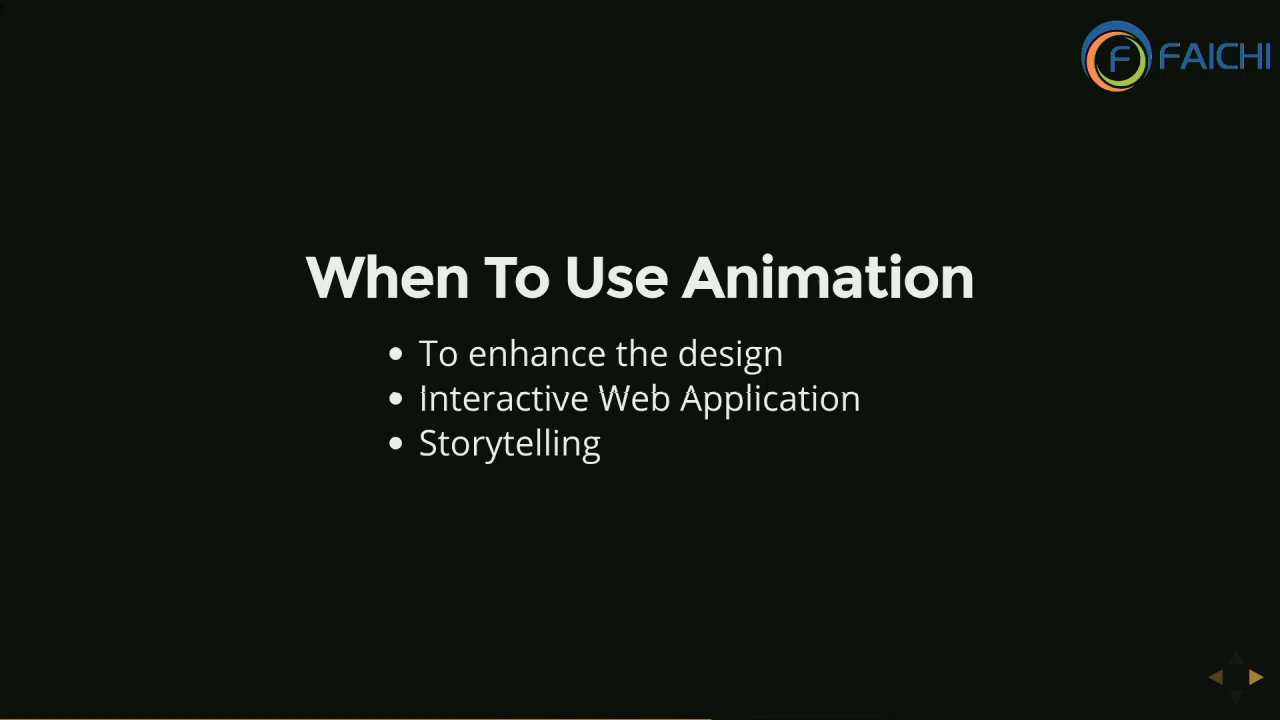 F FAICHI
When To Use Animation
To enhance the design
Interactive Web Application
Storytelling